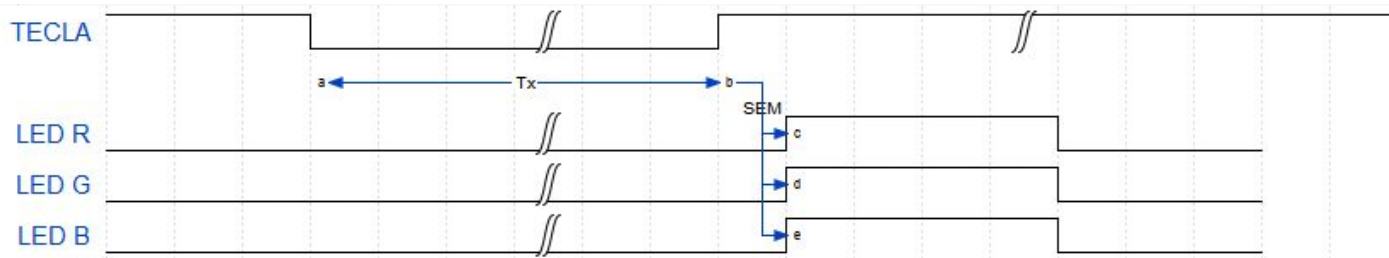 TECLA
a Tx b
SEM
LED R c
LED G d
LED B e